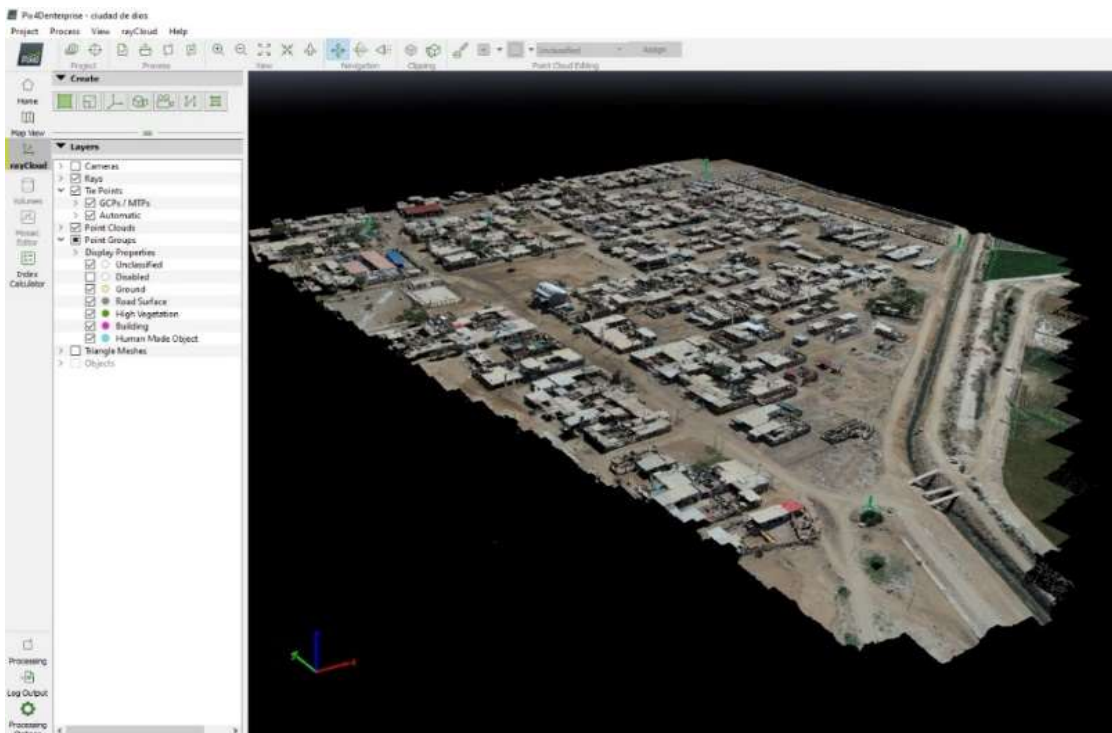 Pix4Denterprise - ciudad de dios
Project Process View rayCloud Help
Unclassified Assign
Project Process View Navigation Clipping Point Cloud Editing
Home
Map View
rayCloud
Volumes
Mosaic
Editor
Index
Calculator
Create
Layers
Cameras
Rays
Tie Points
GCPs / MTPs
Automatic
Point Clouds
Point Groups
Display Properties
Unclassified
Disabled
Ground
Road Surface
High Vegetation
Building
Human Made Object
Triangle Meshes
Objects
Processing
Log Output
Processing